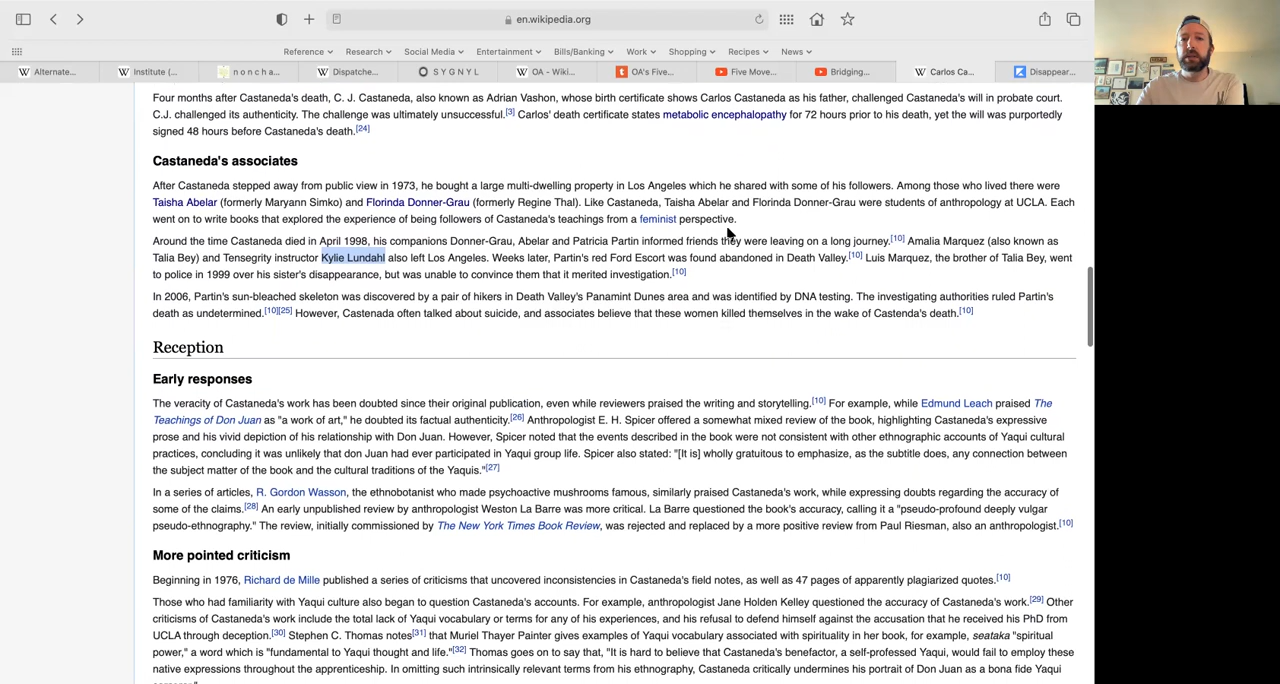 en.wikipedia.org
Reference Research Social Media Entertainment Bills/Banking Work Shopping Recipes News
Alternate... Institute (... n o n c h a... Dispatche... S Y G N Y L OA - Wiki... OA's Five... Five Move... Bridging... Carlos Ca... Disappear...
Four months after Castaneda's death, C. J. Castaneda, also known as Adrian Vashon, whose birth certificate shows Carlos Castaneda as his father, challenged Castaneda's will in probate court.
C.J. challenged its authenticity. The challenge was ultimately unsuccessful.[3] Carlos' death certificate states metabolic encephalopathy for 72 hours prior to his death, yet the will was purportedly
signed 48 hours before Castaneda's death.[24]
Castaneda's associates
After Castaneda stepped away from public view in 1973, he bought a large multi-dwelling property in Los Angeles which he shared with some of his followers. Among those who lived there were
Taisha Abelar (formerly Maryann Simko) and Florinda Donner-Grau (formerly Regine Thal). Like Castaneda, Taisha Abelar and Florinda Donner-Grau were students of anthropology at UCLA. Each
went on to write books that explored the experience of being followers of Castaneda's teachings from a feminist perspective.
Around the time Castaneda died in April 1998, his companions Donner-Grau, Abelar and Patricia Partin informed friends they were leaving on a long journey.[10] Amalia Marquez (also known as
Talia Bey) and Tensegrity instructor Kylie Lundahl also left Los Angeles. Weeks later, Partin's red Ford Escort was found abandoned in Death Valley.[10] Luis Marquez, the brother of Talia Bey, went
to police in 1999 over his sister's disappearance, but was unable to convince them that it merited investigation.[10]
In 2006, Partin's sun-bleached skeleton was discovered by a pair of hikers in Death Valley's Panamint Dunes area and was identified by DNA testing. The investigating authorities ruled Partin's
death as undetermined.[10][25] However, Castenada often talked about suicide, and associates believe that these women killed themselves in the wake of Castenda's death.[10]
Reception
Early responses
The veracity of Castaneda's work has been doubted since their original publication, even while reviewers praised the writing and storytelling.[10] For example, while Edmund Leach praised The
Teachings of Don Juan as "a work of art," he doubted its factual authenticity.[26] Anthropologist E. H. Spicer offered a somewhat mixed review of the book, highlighting Castaneda's expressive
prose and his vivid depiction of his relationship with Don Juan. However, Spicer noted that the events described in the book were not consistent with other ethnographic accounts of Yaqui cultural
practices, concluding it was unlikely that don Juan had ever participated in Yaqui group life. Spicer also stated: "[It is] wholly gratuitous to emphasize, as the subtitle does, any connection between
the subject matter of the book and the cultural traditions of the Yaquis."[27]
In a series of articles, R. Gordon Wasson, the ethnobotanist who made psychoactive mushrooms famous, similarly praised Castaneda's work, while expressing doubts regarding the accuracy of
some of the claims.[28] An early unpublished review by anthropologist Weston La Barre was more critical. La Barre questioned the book's accuracy, calling it a "pseudo-profound deeply vulgar
pseudo-ethnography." The review, initially commissioned by The New York Times Book Review, was rejected and replaced by a more positive review from Paul Riesman, also an anthropologist.[10]
More pointed criticism
Beginning in 1976, Richard de Mille published a series of criticisms that uncovered inconsistencies in Castaneda's field notes, as well as 47 pages of apparently plagiarized quotes.[10]
Those who had familiarity with Yaqui culture also began to question Castaneda's accounts. For example, anthropologist Jane Holden Kelley questioned the accuracy of Castaneda's work.[29] Other
criticisms of Castaneda's work include the total lack of Yaqui vocabulary or terms for any of his experiences, and his refusal to defend himself against the accusation that he received his PhD from
UCLA through deception.[30] Stephen C. Thomas notes[31] that Muriel Thayer Painter gives examples of Yaqui vocabulary associated with spirituality in her book, for example, seataka "spiritual
power," a word which is "fundamental to Yaqui thought and life."[32] Thomas goes on to say that, "It is hard to believe that Castaneda's benefactor, a self-professed Yaqui, would fail to employ these
native expressions throughout the apprenticeship. In omitting such intrinsically relevant terms from his ethnography, Castaneda critically undermines his portrait of Don Juan as a bona fide Yaqui